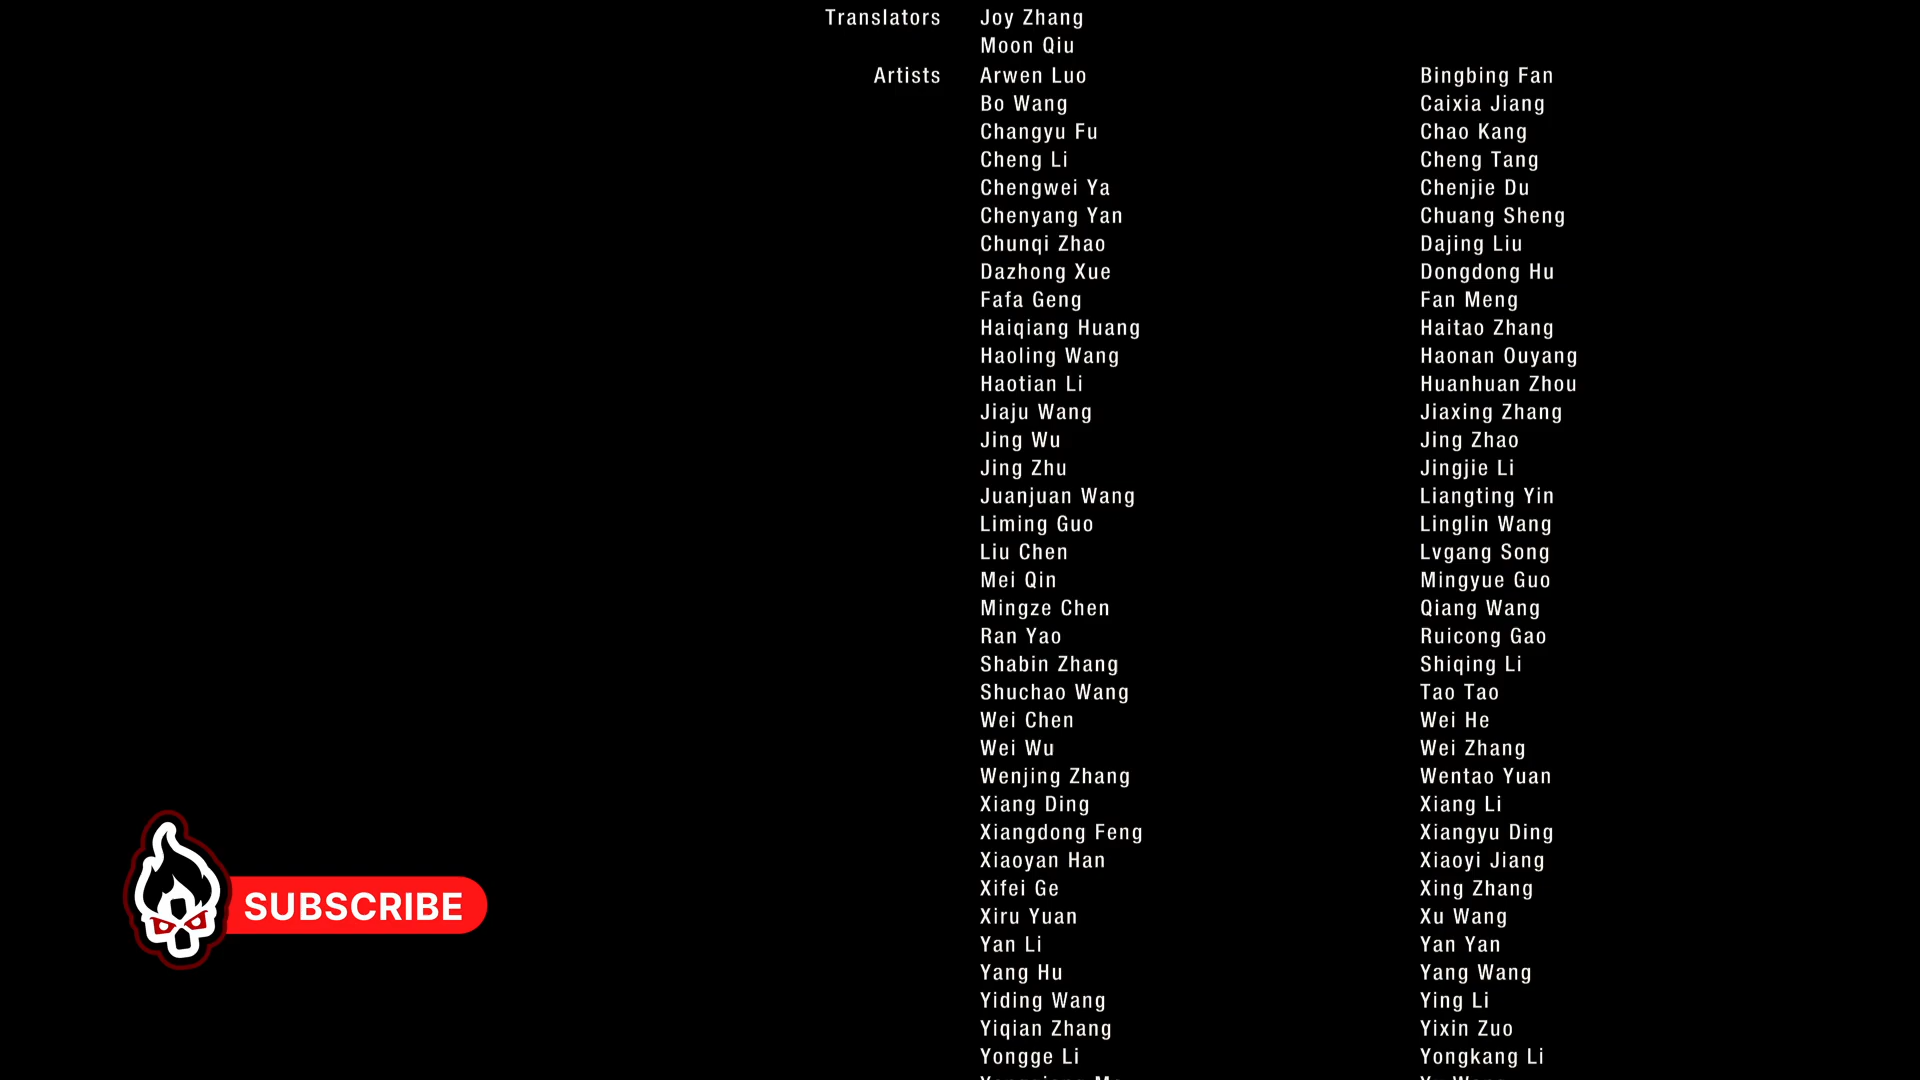 Translators Joy Zhang
Moon Qiu
Artists Arwen Luo Bingbing Fan
Bo Wang Caixia Jiang
Changyu Fu Chao Kang
Cheng Li Cheng Tang
Chengwei Ya Chenjie Du
Chenyang Yan Chuang Sheng
Chunqi Zhao Dajing Liu
Dazhong Xue Dongdong Hu
Fafa Geng Fan Meng
Haiqiang Huang Haitao Zhang
Haoling Wang Haonan Ouyang
Haotian Li Huanhuan Zhou
Jiaju Wang Jiaxing Zhang
Jing Wu Jing Zhao
Jing Zhu Jingjie Li
Juanjuan Wang Liangting Yin
Liming Guo Linglin Wang
Liu Chen Lvgang Song
Mei Qin Mingyue Guo
Mingze Chen Qiang Wang
Ran Yao Ruicong Gao
Shabin Zhang Shiqing Li
Shuchao Wang Tao Tao
Wei Chen Wei He
Wei Wu Wei Zhang
Wenjing Zhang Wentao Yuan
Xiang Ding Xiang Li
Xiangdong Feng Xiangyu Ding
Xiaoyan Han Xiaoyi Jiang
Xifei Ge Xing Zhang
Xiru Yuan Xu Wang
Yan Li Yan Yan
Yang Hu Yang Wang
Yiding Wang Ying Li
Yiqian Zhang Yixin Zuo
Yongge Li Yongkang Li
SUBSCRIBE